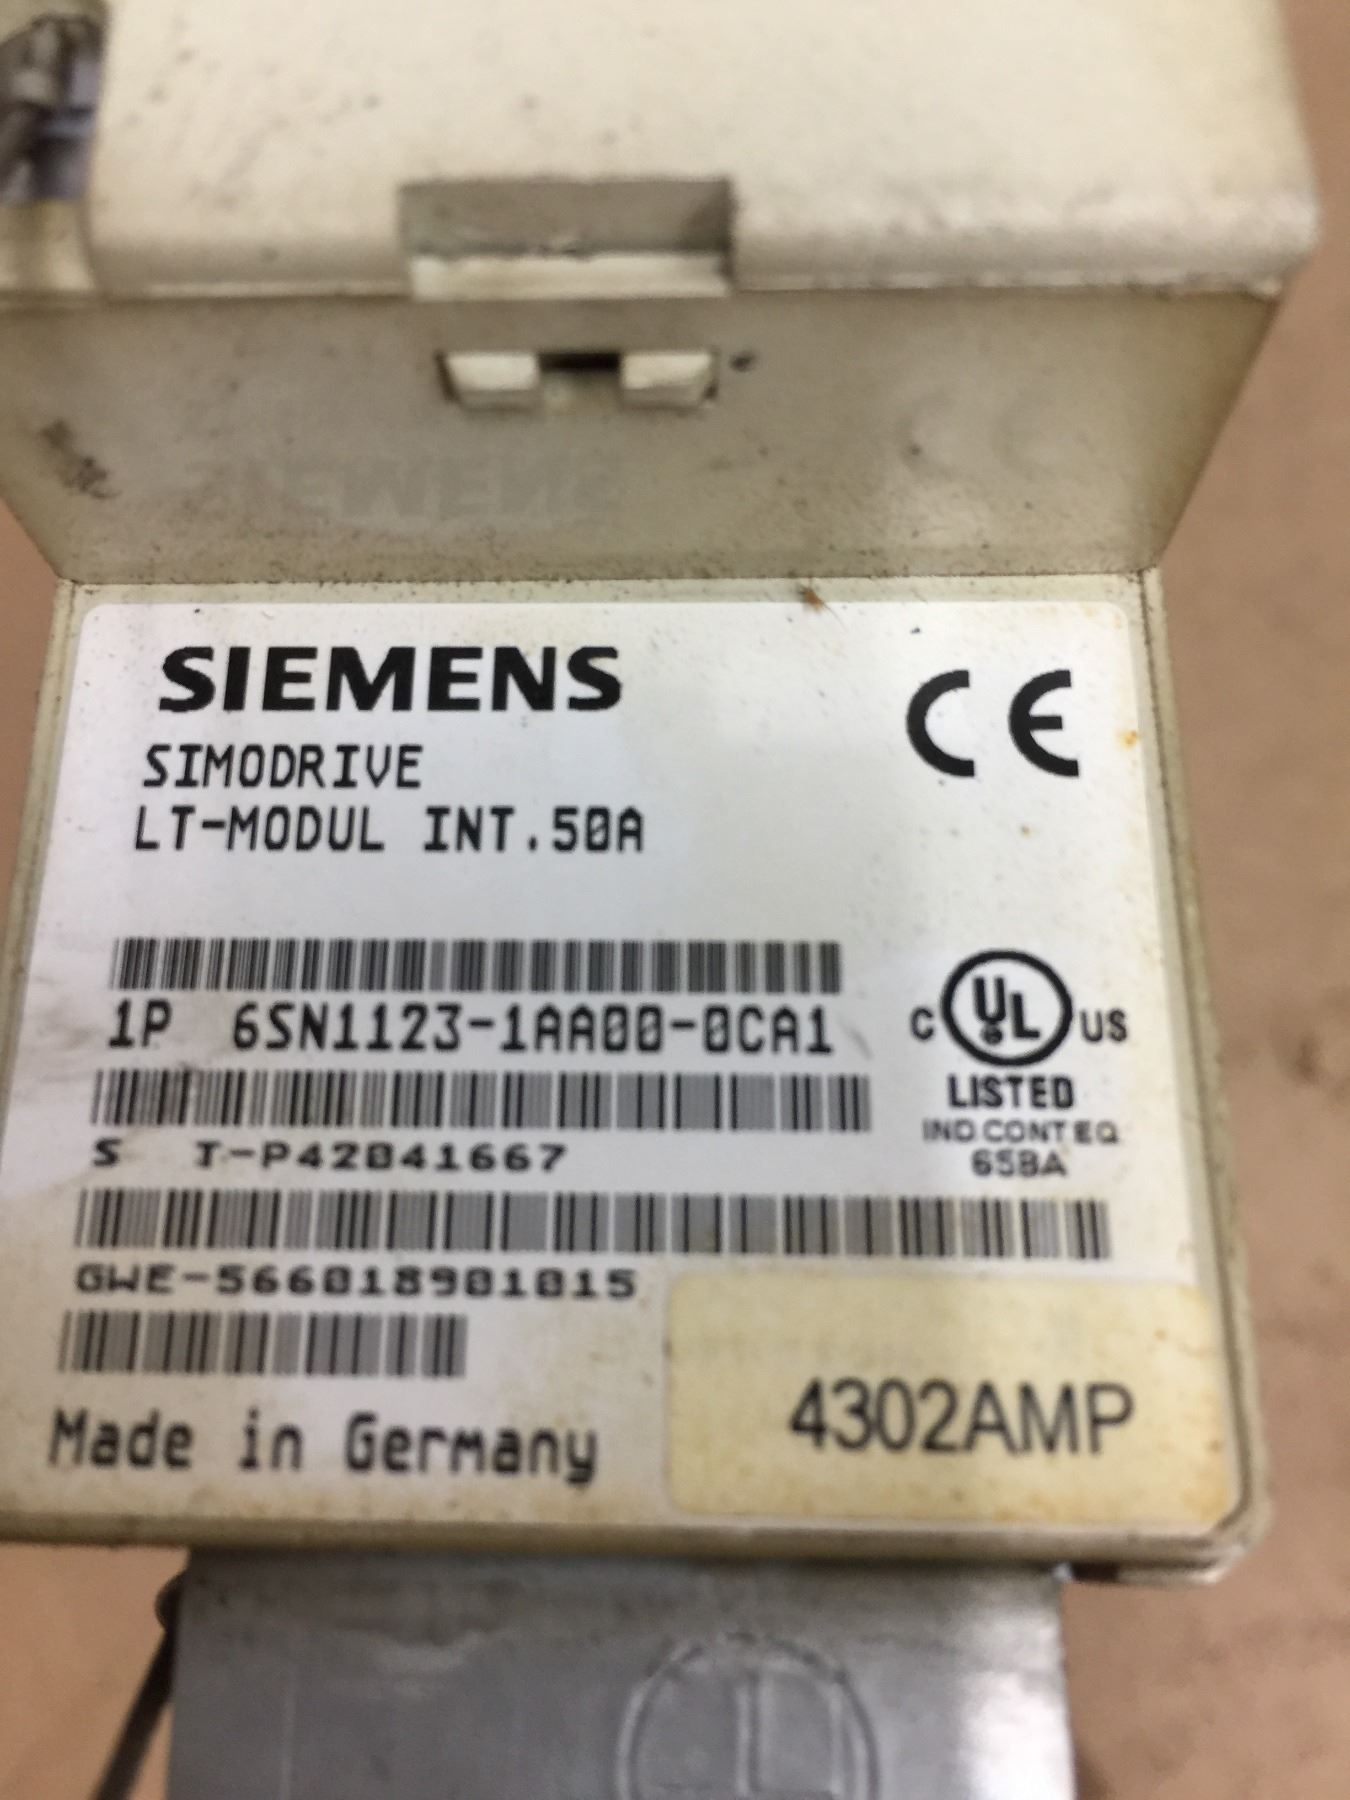 SIEMENS
CE
SIMODRIVE
LT-MODUL INT.50A
1P 6SN1123-1AA00-0CA1
C UL US
LISTED
IND CONT EQ
S T-P42041667
65BA
GWE-566018901015
4302AMP
Made in Germany